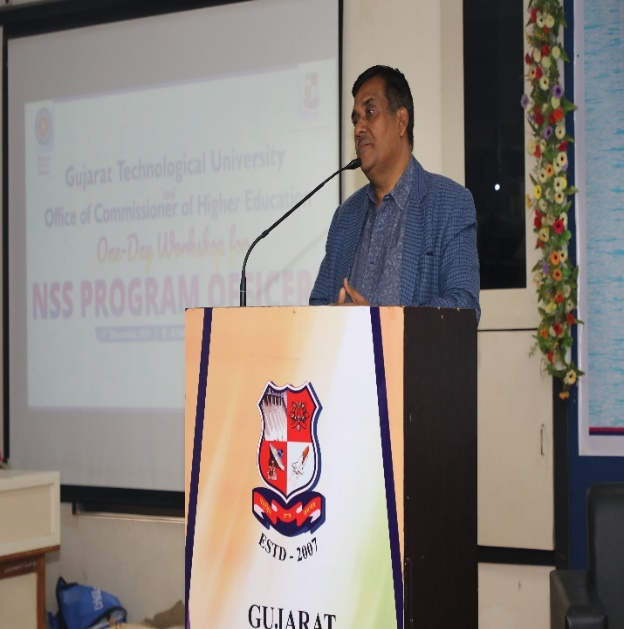 Gujarat Technological University
and
Office of Commissioner of Higher Education
One-Day Workshop for
NSS PROGRAM OFFICER
ESTD - 2007
GUJARAT